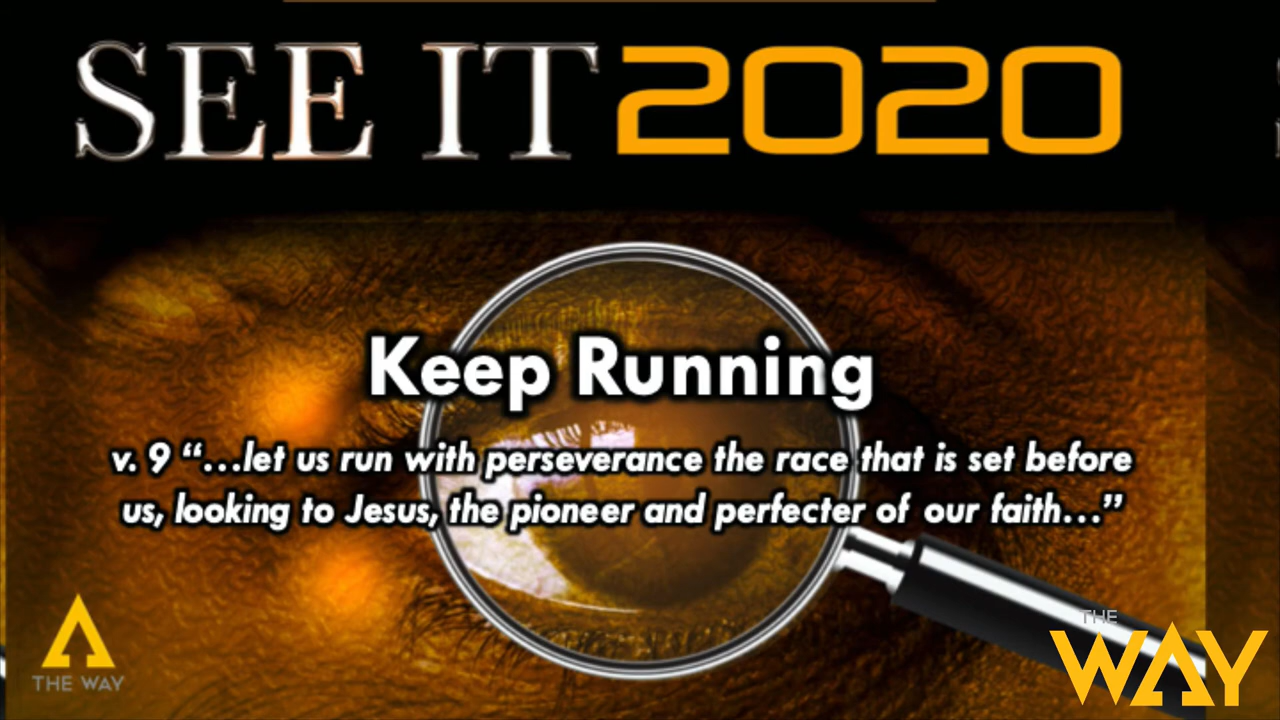 SEE IT 2020
Keep Running
v. 9 “…let us run with perseverance the race that is set before
us, looking to Jesus, the pioneer and perfecter of our faith…”
THE WAY
THE
WAY